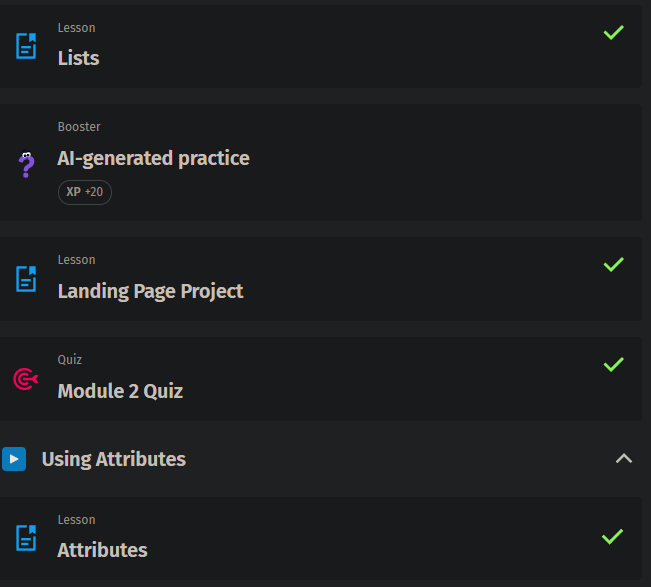 Lesson
Lists
Booster
AI-generated practice
XP +20
Lesson
Landing Page Project
Quiz
Module 2 Quiz
Using Attributes
Lesson
Attributes